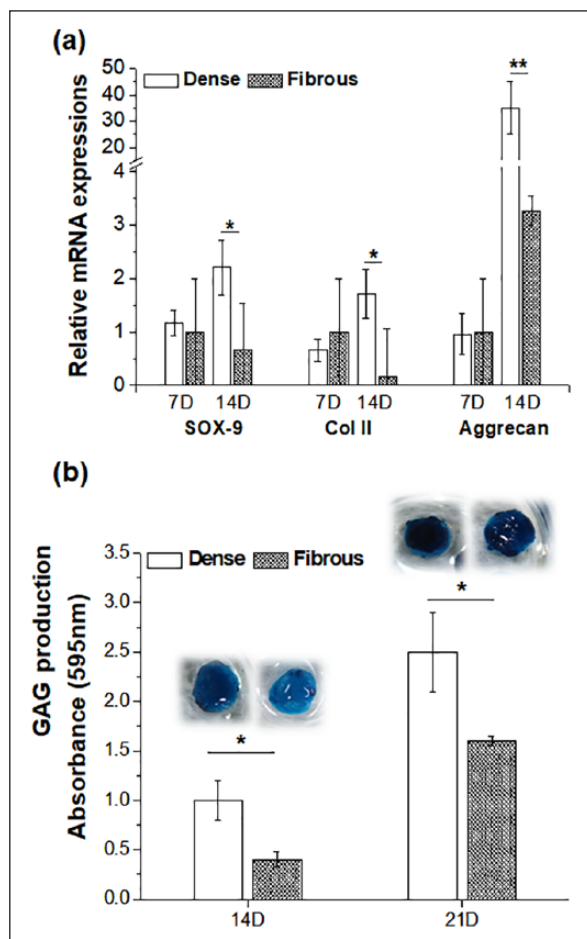 (a)
50
40
30
20
10
4
3
2
1
0
Relative mRNA expressions
Dense Fibrous
* * **
7D 14D 7D 14D 7D 14D
SOX-9 Col II Aggrecan
(b)
3.5
3.0
2.5
2.0
1.5
1.0
0.5
0.0
GAG production
Absorbance (595nm)
Dense Fibrous
*
*
14D 21D